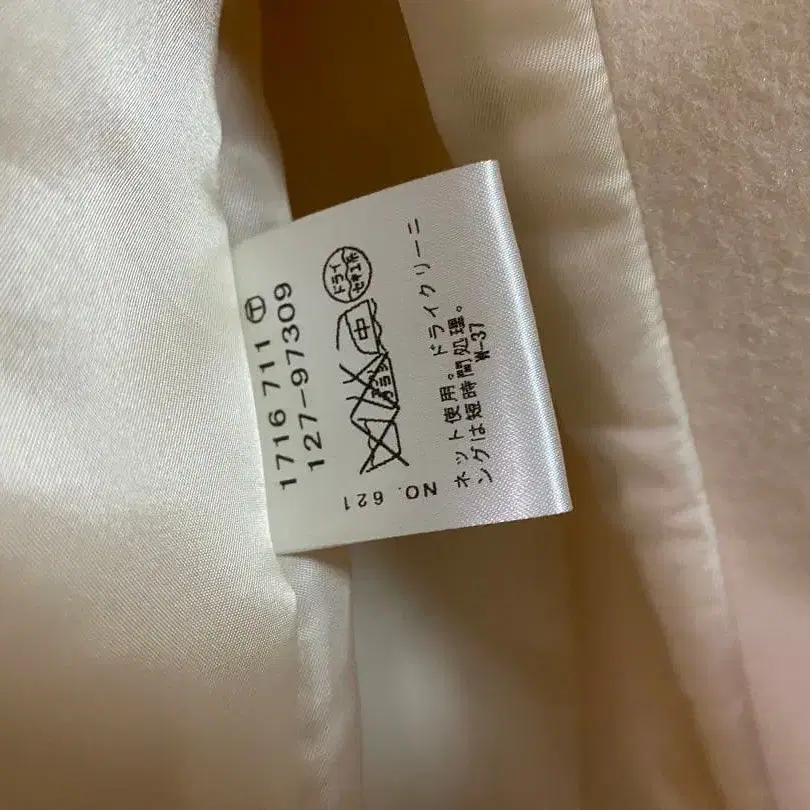 1716 711 Ⓣ
127-97309
中
ドライ
セキユ系
NO. 621
ネット使用。ドライクリーニ
ングは短時間処理。
W-37